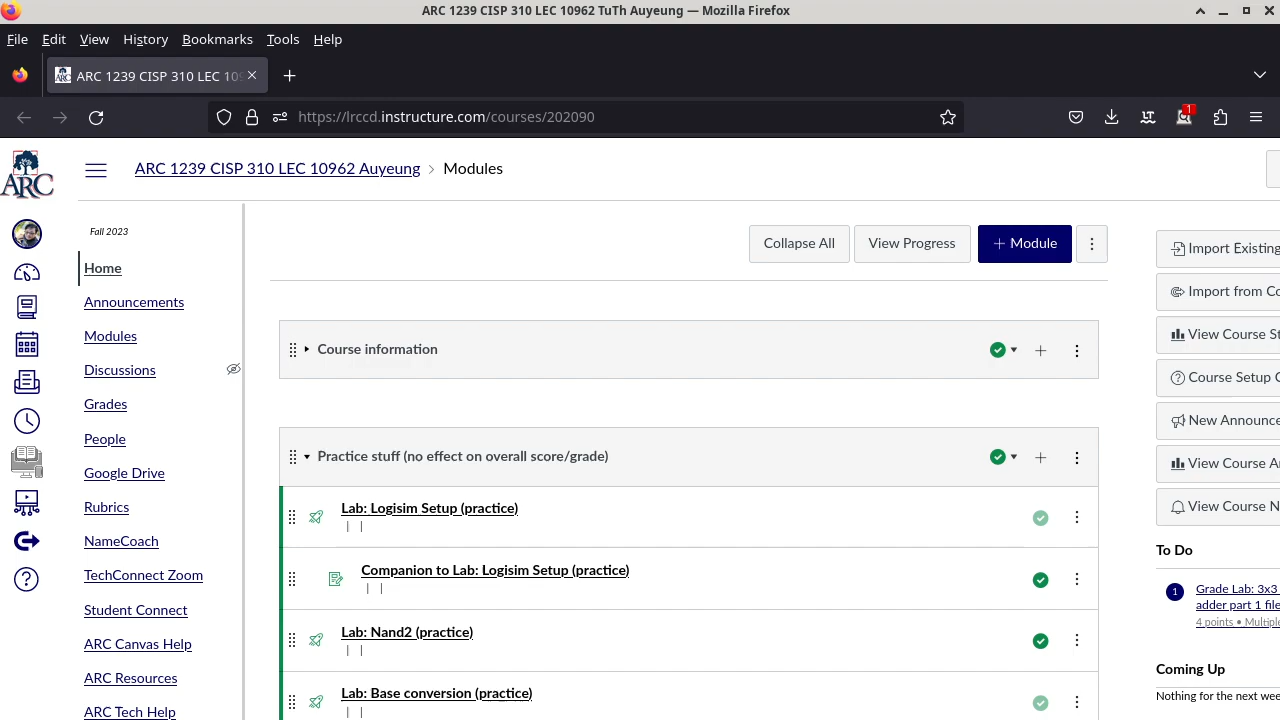 ARC 1239 CISP 310 LEC 10962 TuTh Auyeung — Mozilla Firefox
File Edit View History Bookmarks Tools Help
ARC 1239 CISP 310 LEC 109
https://lrccd.instructure.com/courses/202090
1
ARC
ARC 1239 CISP 310 LEC 10962 Auyeung > Modules
Fall 2023
Home
Announcements
Modules
Discussions
Grades
People
Google Drive
Rubrics
NameCoach
TechConnect Zoom
Student Connect
ARC Canvas Help
ARC Resources
ARC Tech Help
Collapse All View Progress + Module
Course information
Practice stuff (no effect on overall score/grade)
Lab: Logisim Setup (practice)
| |
Companion to Lab: Logisim Setup (practice)
| |
Lab: Nand2 (practice)
| |
Lab: Base conversion (practice)
| |
Import Existing
Import from Co
View Course St
Course Setup C
New Announce
View Course An
View Course N
To Do
1
Grade Lab: 3x3
adder part 1 file
4 points • Multiple
Coming Up
Nothing for the next wee